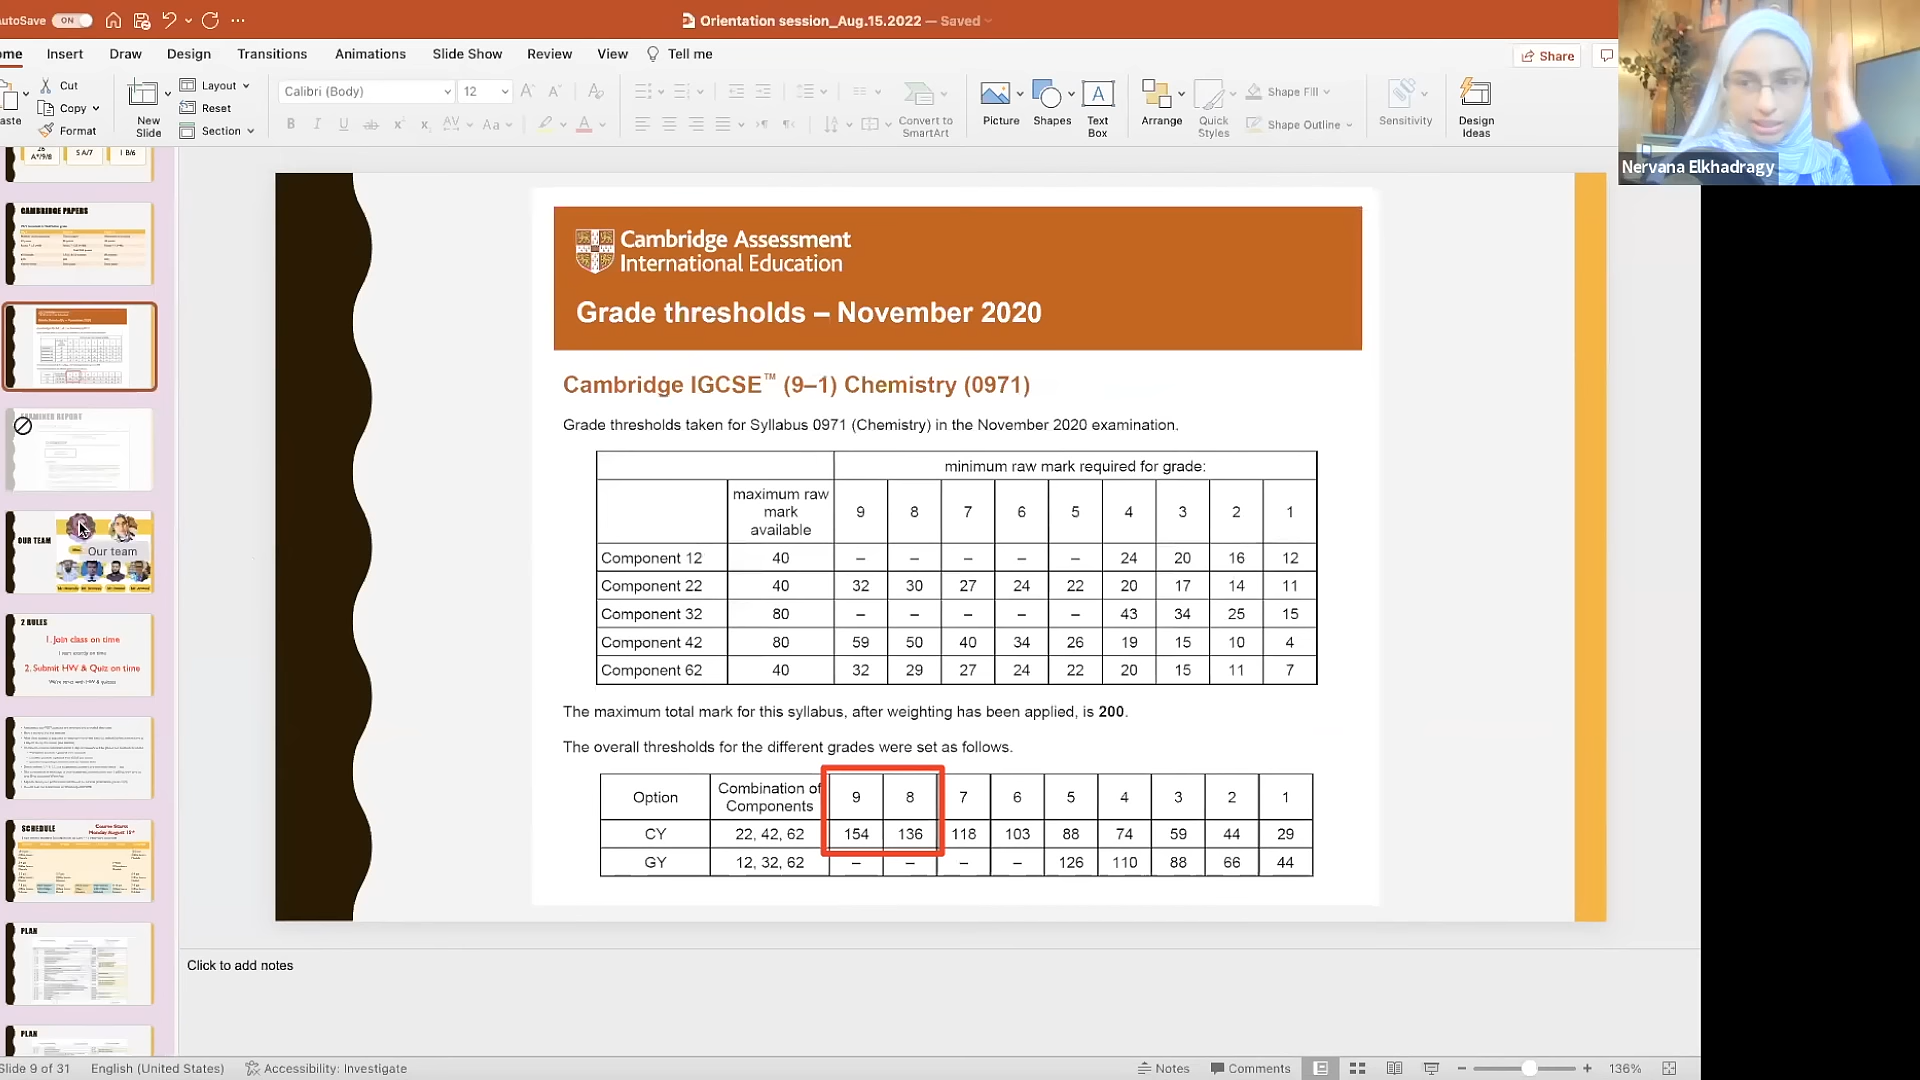 AutoSave ON
Orientation session_Aug.15.2022 — Saved
Home Insert Draw Design Transitions Animations Slide Show Review View Tell me
Share
Paste
Cut
Copy
Format
New Slide
Layout
Reset
Section
Calibri (Body) 12
Convert to SmartArt
Picture
Shapes
Text Box
Arrange
Quick Styles
Shape Fill
Shape Outline
Sensitivity
Design Ideas
Nervana Elkhadragy
A*/9/8 5 A/7 1 B/6
CAMBRIDGE PAPERS
EXAMINER REPORT
OUR TEAM
Our team
2 RULES
1. Join class on time
2. Submit HW & Quiz on time
SCHEDULE
PLAN
PLAN
Cambridge Assessment
International Education
Grade thresholds – November 2020
Cambridge IGCSE™ (9–1) Chemistry (0971)
Grade thresholds taken for Syllabus 0971 (Chemistry) in the November 2020 examination.
minimum raw mark required for grade:
maximum raw mark available 9 8 7 6 5 4 3 2 1
Component 12 40 – – – – – 24 20 16 12
Component 22 40 32 30 27 24 22 20 17 14 11
Component 32 80 – – – – – 43 34 25 15
Component 42 80 59 50 40 34 26 19 15 10 4
Component 62 40 32 29 27 24 22 20 15 11 7
The maximum total mark for this syllabus, after weighting has been applied, is 200.
The overall thresholds for the different grades were set as follows.
Option Combination of Components 9 8 7 6 5 4 3 2 1
CY 22, 42, 62 154 136 118 103 88 74 59 44 29
GY 12, 32, 62 – – – – 126 110 88 66 44
Click to add notes
Slide 9 of 31 English (United States) Accessibility: Investigate
Notes Comments 136%